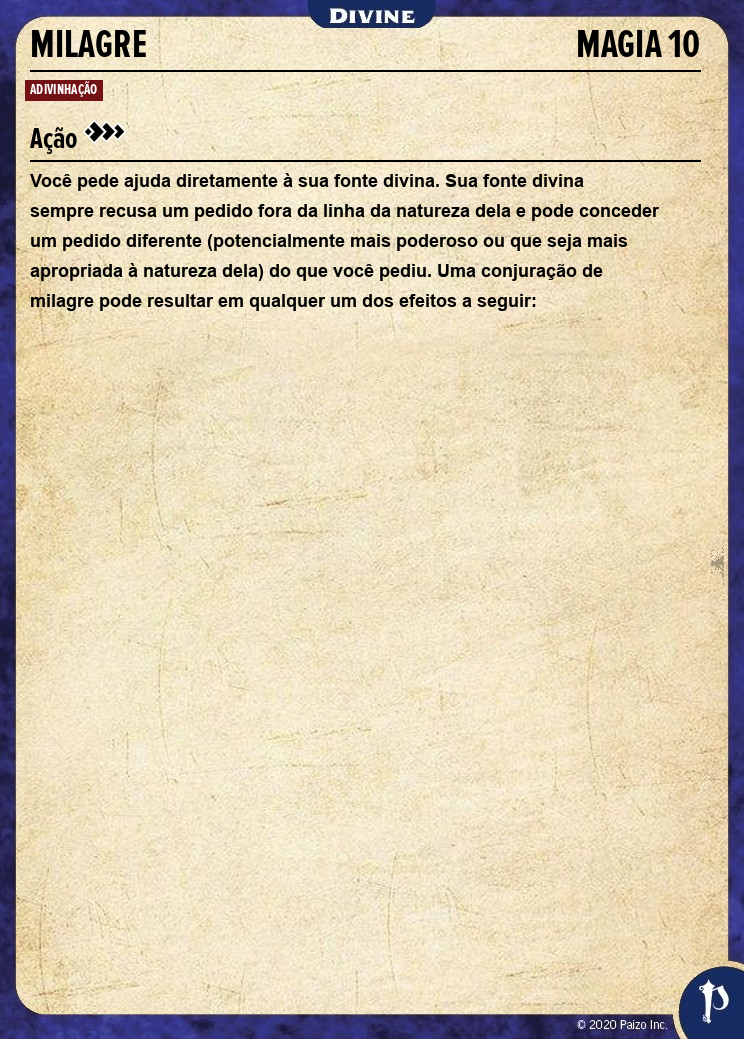 DIVINE
MILAGRE MAGIA 10
ADIVINHAÇÃO
Ação
Você pede ajuda diretamente à sua fonte divina. Sua fonte divina
sempre recusa um pedido fora da linha da natureza dela e pode conceder
um pedido diferente (potencialmente mais poderoso ou que seja mais
apropriada à natureza dela) do que você pediu. Uma conjuração de
milagre pode resultar em qualquer um dos efeitos a seguir:
© 2020 Paizo Inc.